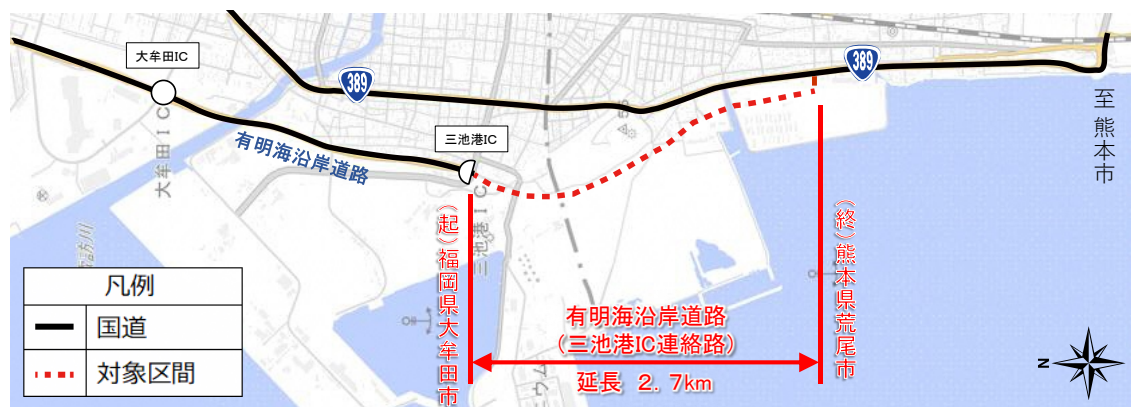 大牟田IC
389
389
三池港IC
有明海沿岸道路
大牟田IC
三池港IC
至 熊本市
(起)福岡県大牟田市
(終)熊本県荒尾市
有明海沿岸道路
(三池港IC連絡路)
延長 2.7km
凡例
国道
対象区間
N